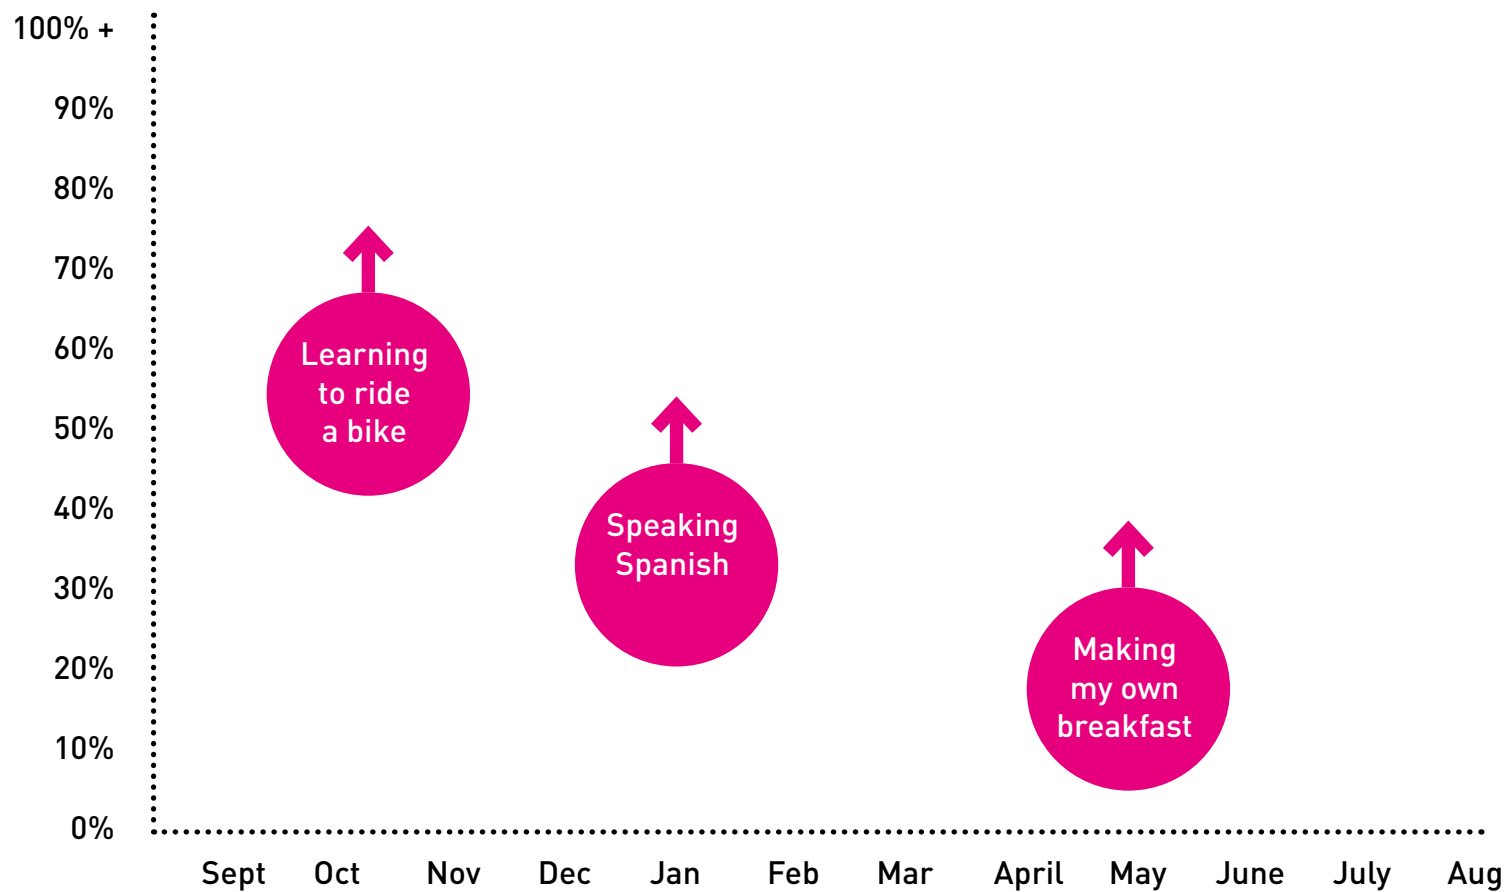 100% +
90%
80%
70%
60%
50%
40%
30%
20%
10%
0%
Learning
to ride
a bike
Speaking
Spanish
Making
my own
breakfast
Sept Oct Nov Dec Jan Feb Mar April May June July Aug